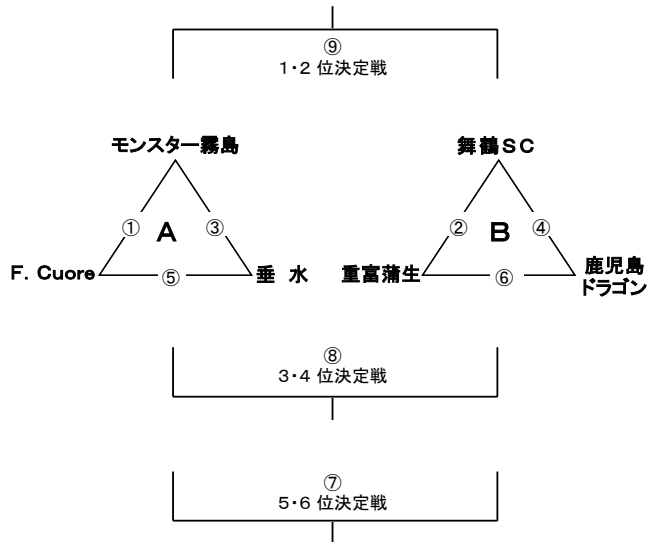 ⑨
1・2 位決定戦
モンスター霧島
舞鶴SC
①
A
③
②
B
④
F. Cuore
⑤
垂 水
重富蒲生
⑥
鹿児島
ドラゴン
⑧
3・4 位決定戦
⑦
5・6 位決定戦